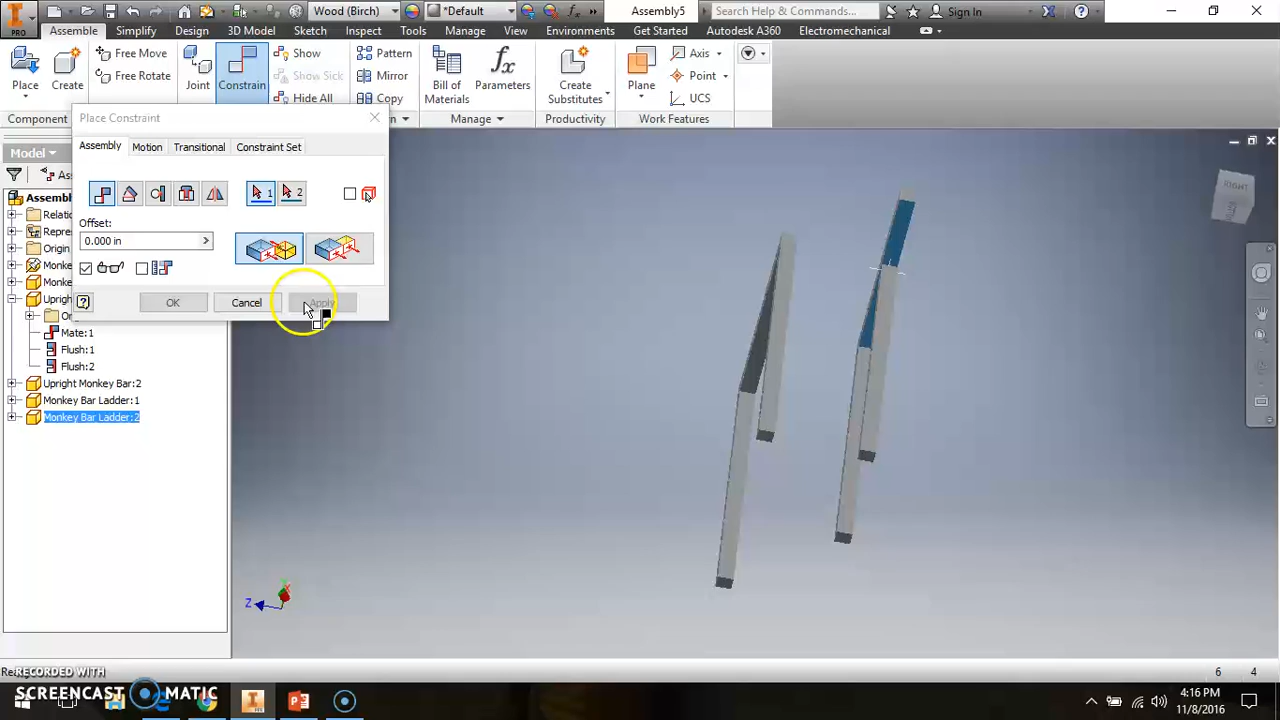 Wood (Birch)
*Default
Assembly5
Search Help & Commands...
Sign In
PRO
Assemble
Simplify
Design
3D Model
Sketch
Inspect
Tools
Manage
View
Environments
Get Started
Autodesk A360
Electromechanical
Place
Create
Free Move
Free Rotate
Joint
Constrain
Show
Show Sick
Hide All
Pattern
Mirror
Copy
Bill of
Materials
Parameters
Create
Substitutes
Plane
Axis
Point
UCS
Component
Manage
Productivity
Work Features
Place Constraint
Assembly
Motion
Transitional
Constraint Set
1
2
Offset:
0.000 in
OK
Cancel
Apply
Model
Mate:1
Flush:1
Flush:2
Upright Monkey Bar:2
Monkey Bar Ladder:1
Monkey Bar Ladder:2
RIGHT
Z
6
4
RECORDED WITH
SCREENCAST MATIC
4:16 PM
11/8/2016